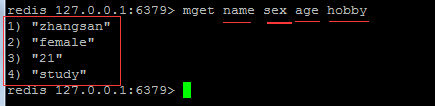 redis 127.0.0.1:6379> mget name sex age hobby
1) "zhangsan"
2) "female"
3) "21"
4) "study"
redis 127.0.0.1:6379>